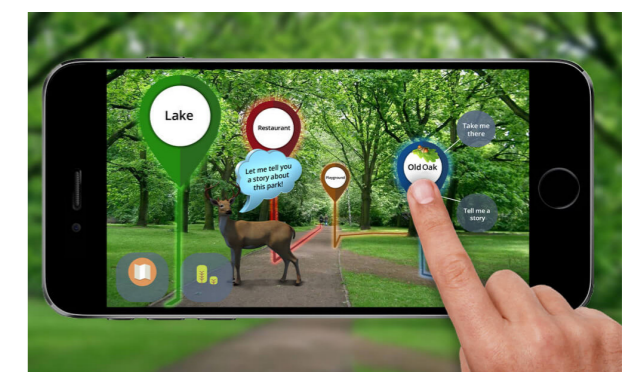 Lake
Restaurant
Let me tell you
a story about
this park!
Playground
Old Oak
Take me
there
Tell me a
story